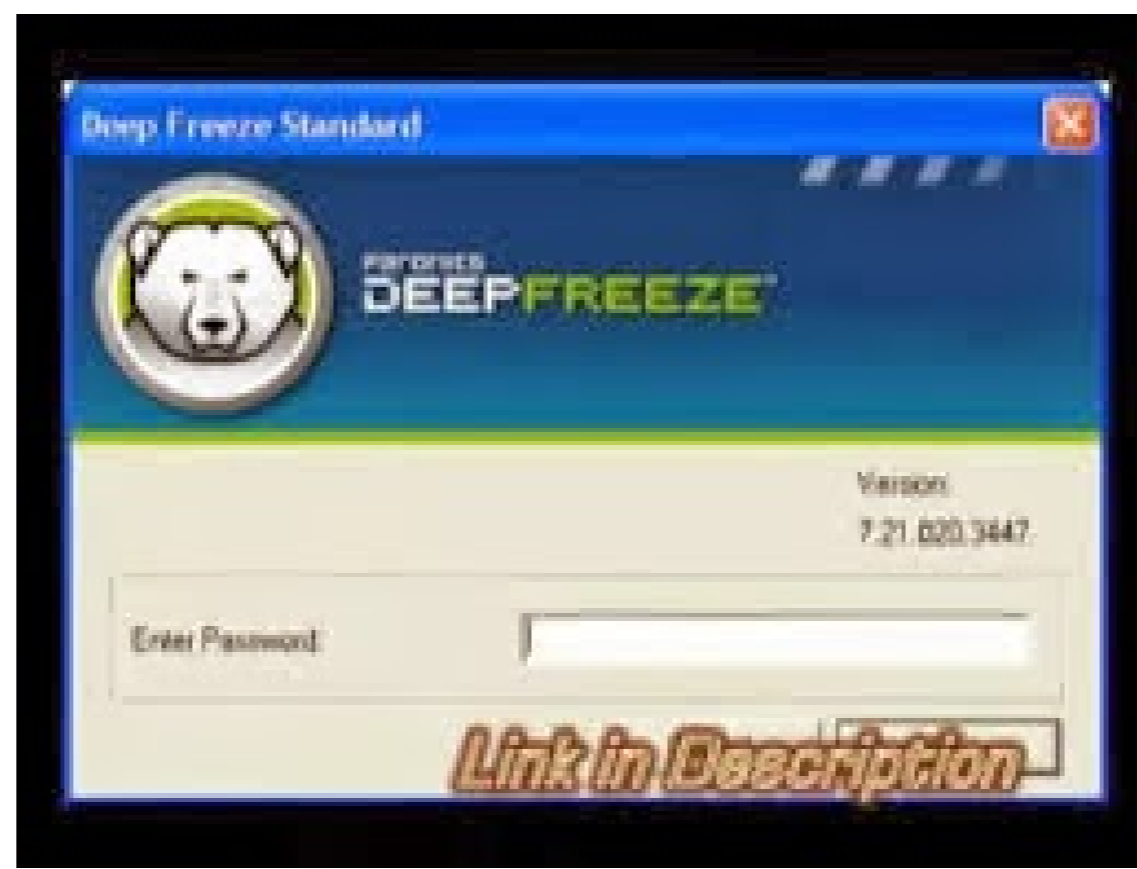 Deep Freeze Standard
FARONICS
DEEPFREEZE
Version:
7.21.020.3447
Enter Password:
Link in Description